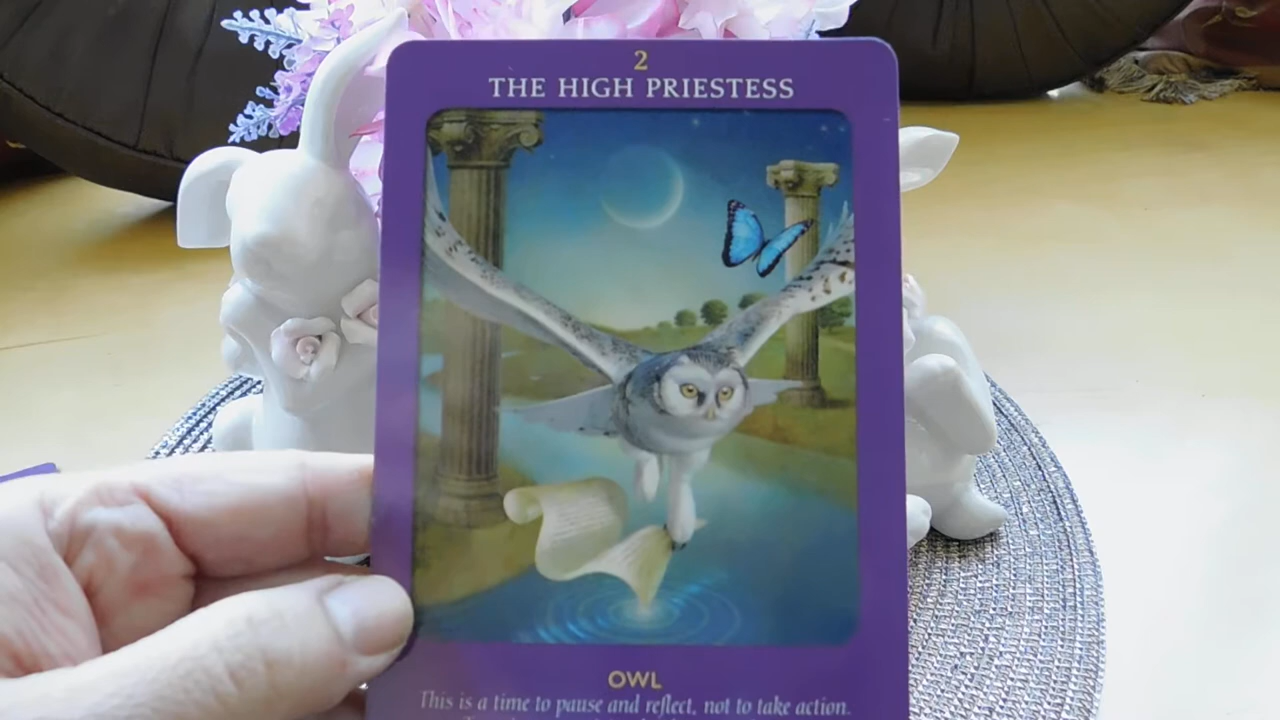 2
THE HIGH PRIESTESS
OWL
This is a time to pause and reflect, not to take action.